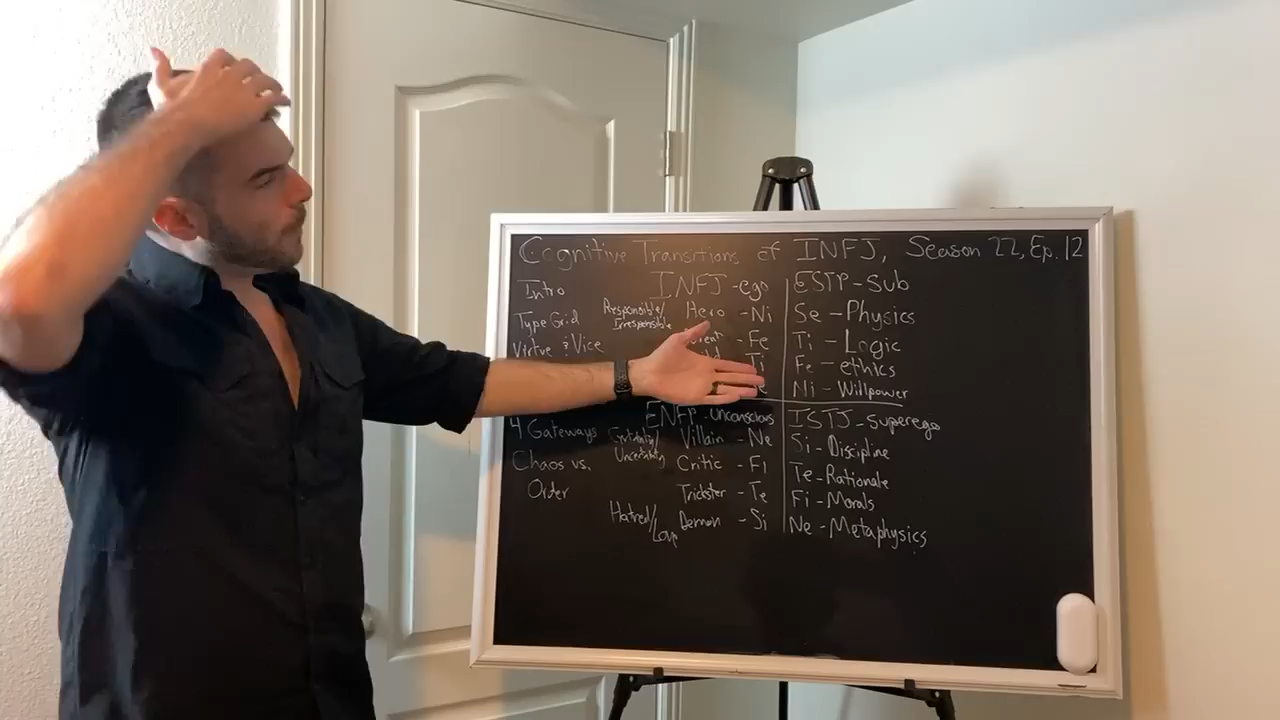 Cognitive Transitions of INFJ, Season 22, Ep. 12
Intro
Type Grid
Virtue & Vice
4 Gateways
Chaos vs.
Order
INFJ-ego
Responsible/
Irresponsible
Hero - Ni
Fe
Ti
ENFP-unconscious
Certainty/
Uncertainty
Villain - Ne
Critic - Fi
Trickster - Te
Hatred/
Love
Demon - Si
ESTP-Sub
Se - Physics
Ti - Logic
Fe - ethics
Ni - Willpower
ISTJ-superego
Si - Discipline
Te-Rationale
Fi-Morals
Ne-Metaphysics